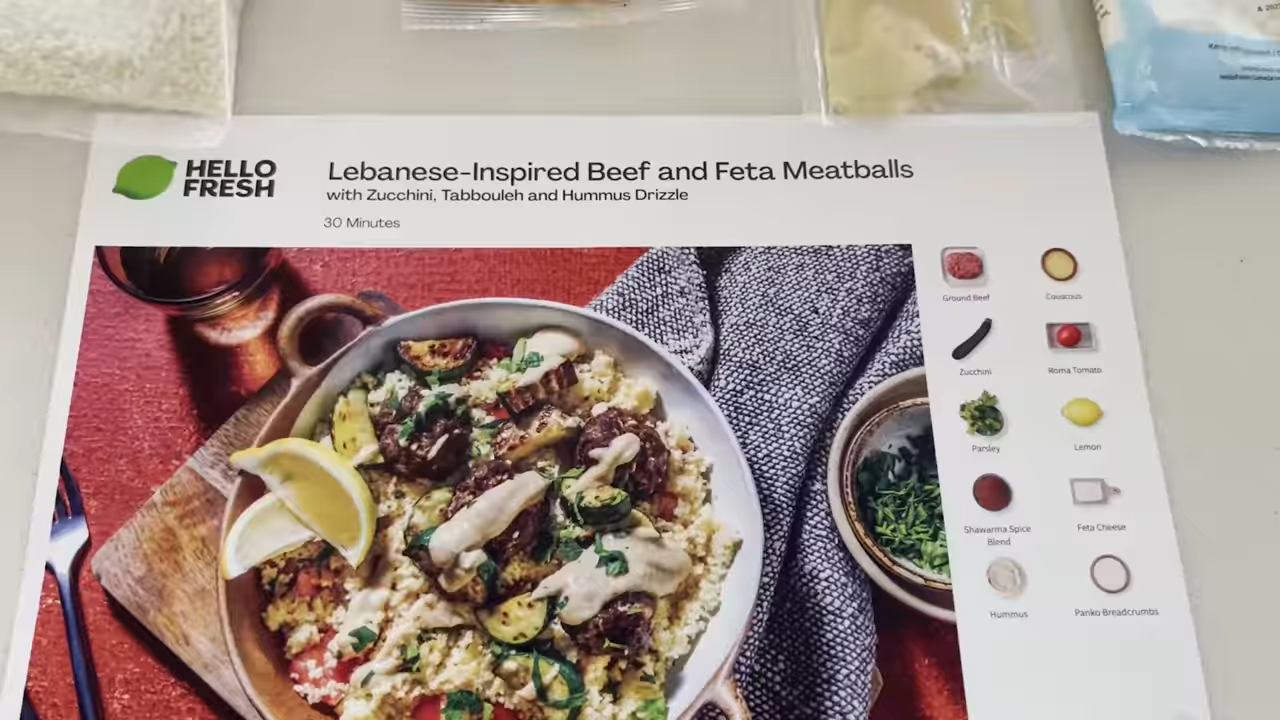 HELLO
FRESH
Lebanese-Inspired Beef and Feta Meatballs
with Zucchini, Tabbouleh and Hummus Drizzle
30 Minutes
Ground Beef
Couscous
Zucchini
Roma Tomato
Parsley
Lemon
Shawarma Spice
Blend
Feta Cheese
Hummus
Panko Breadcrumbs